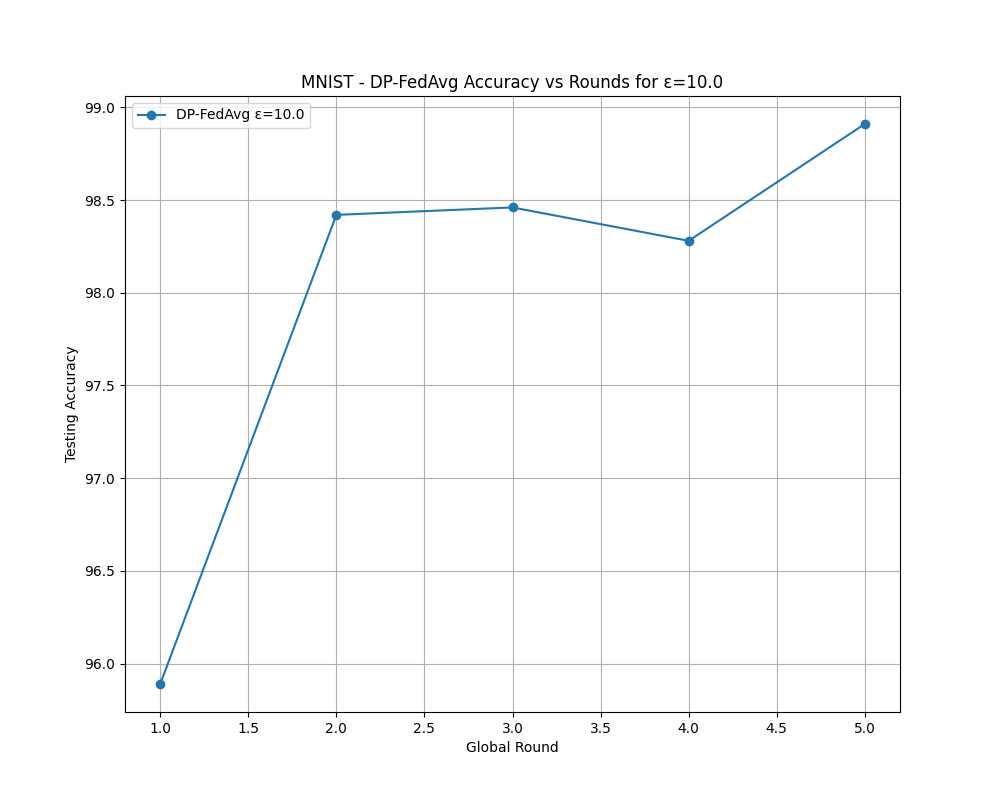 MNIST - DP-FedAvg Accuracy vs Rounds for ε=10.0
DP-FedAvg ε=10.0
99.0
98.5
98.0
97.5
97.0
96.5
96.0
Testing Accuracy
1.0 1.5 2.0 2.5 3.0 3.5 4.0 4.5 5.0
Global Round